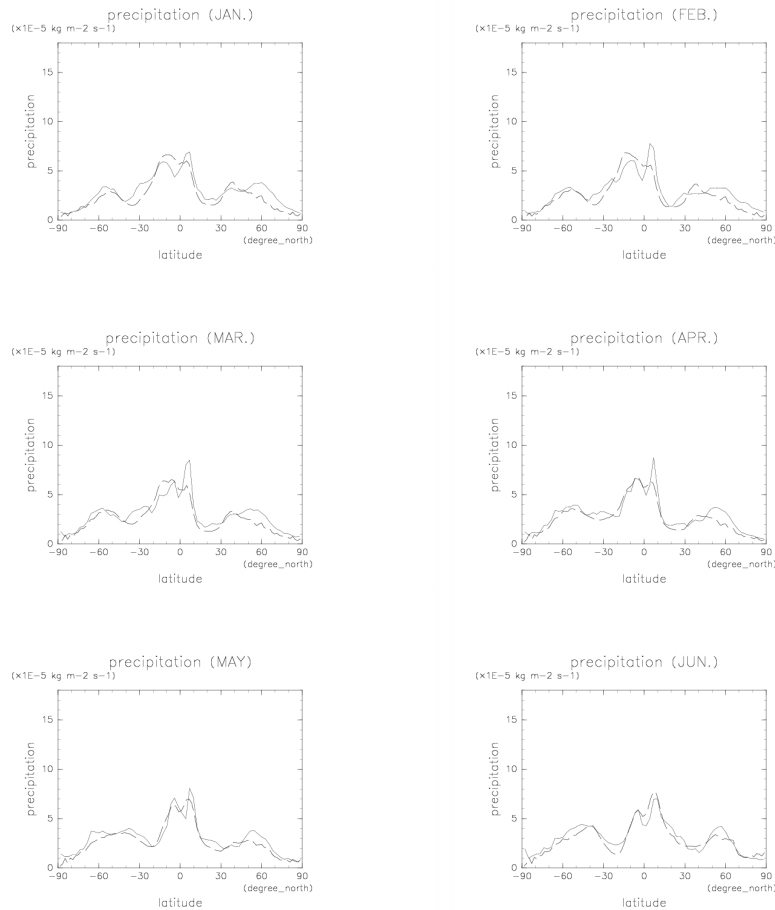 precipitation (JAN.)
(×1E-5 kg m-2 s-1)
15
10
5
0
precipitation
-90 -60 -30 0 30 60 90
(degree_north)
latitude
precipitation (FEB.)
(×1E-5 kg m-2 s-1)
15
10
5
0
precipitation
-90 -60 -30 0 30 60 90
(degree_north)
latitude
precipitation (MAR.)
(×1E-5 kg m-2 s-1)
15
10
5
0
precipitation
-90 -60 -30 0 30 60 90
(degree_north)
latitude
precipitation (APR.)
(×1E-5 kg m-2 s-1)
15
10
5
0
precipitation
-90 -60 -30 0 30 60 90
(degree_north)
latitude
precipitation (MAY)
(×1E-5 kg m-2 s-1)
15
10
5
0
precipitation
-90 -60 -30 0 30 60 90
(degree_north)
latitude
precipitation (JUN.)
(×1E-5 kg m-2 s-1)
15
10
5
0
precipitation
-90 -60 -30 0 30 60 90
(degree_north)
latitude